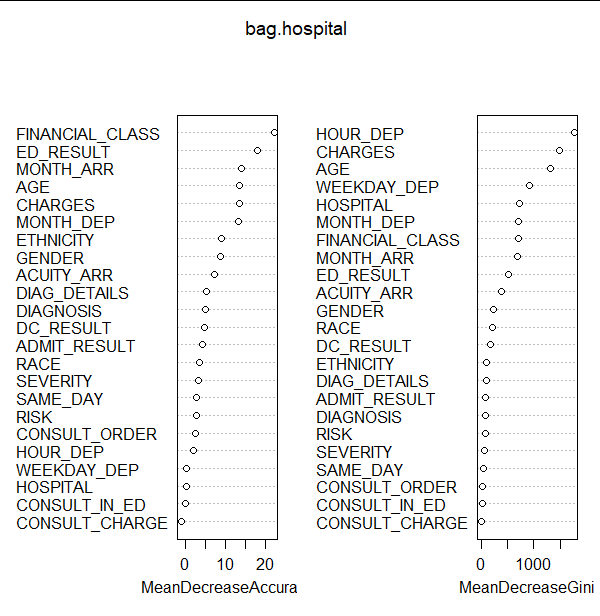 bag.hospital
FINANCIAL_CLASS
ED_RESULT
MONTH_ARR
AGE
CHARGES
MONTH_DEP
ETHNICITY
GENDER
ACUITY_ARR
DIAG_DETAILS
DIAGNOSIS
DC_RESULT
ADMIT_RESULT
RACE
SEVERITY
SAME_DAY
RISK
CONSULT_ORDER
HOUR_DEP
WEEKDAY_DEP
HOSPITAL
CONSULT_IN_ED
CONSULT_CHARGE
0 10 20
MeanDecreaseAccura
HOUR_DEP
CHARGES
AGE
WEEKDAY_DEP
HOSPITAL
MONTH_DEP
FINANCIAL_CLASS
MONTH_ARR
ED_RESULT
ACUITY_ARR
GENDER
RACE
DC_RESULT
ETHNICITY
DIAG_DETAILS
ADMIT_RESULT
DIAGNOSIS
RISK
SEVERITY
SAME_DAY
CONSULT_ORDER
CONSULT_IN_ED
CONSULT_CHARGE
0 1000
MeanDecreaseGini